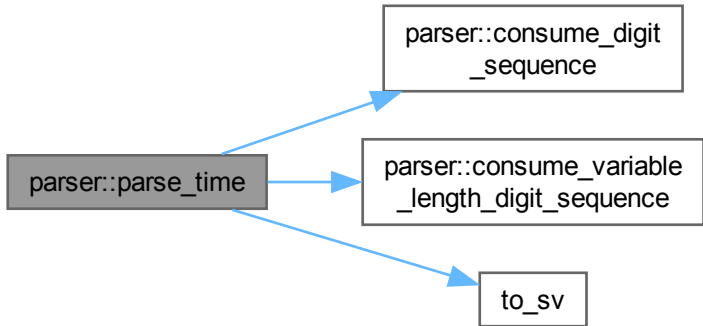 parser::consume_digit
_sequence
parser::parse_time
parser::consume_variable
_length_digit_sequence
to_sv